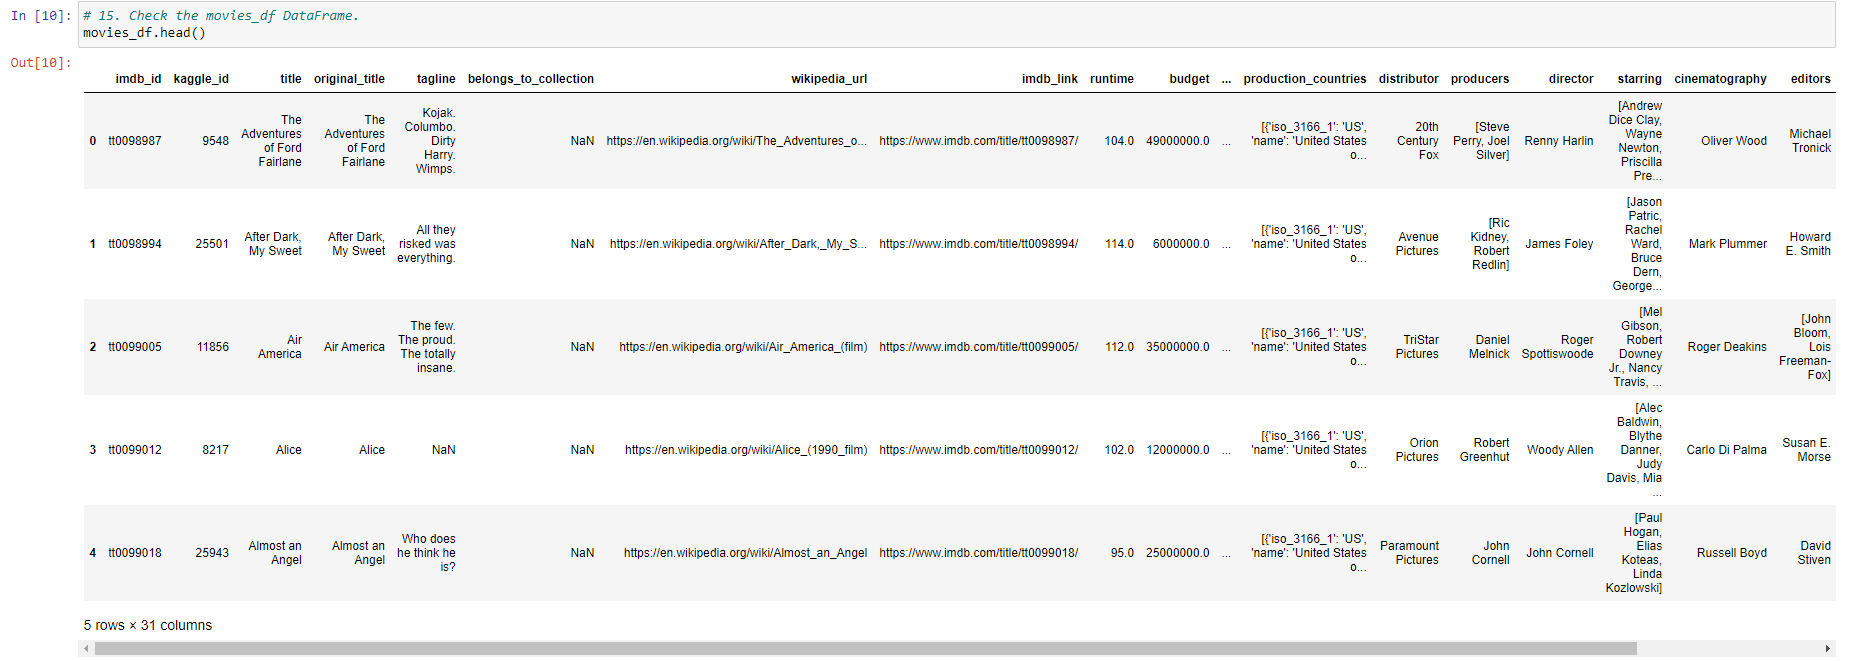 In [10]: # 15. Check the movies_df DataFrame.
movies_df.head()
Out[10]:
imdb_id kaggle_id title original_title tagline belongs_to_collection wikipedia_url imdb_link runtime budget ... production_countries distributor producers director starring cinematography editors
0 tt0098987 9548 The Adventures of Ford Fairlane The Adventures of Ford Fairlane Kojak. Columbo. Dirty Harry. Wimps. NaN https://en.wikipedia.org/wiki/The_Adventures_o... https://www.imdb.com/title/tt0098987/ 104.0 49000000.0 ... [{'iso_3166_1': 'US', 'name': 'United States o... 20th Century Fox [Steve Perry, Joel Silver] Renny Harlin [Andrew Dice Clay, Wayne Newton, Priscilla Pre... Oliver Wood Michael Tronick
1 tt0098994 25501 After Dark, My Sweet After Dark, My Sweet All they risked was everything. NaN https://en.wikipedia.org/wiki/After_Dark,_My_S... https://www.imdb.com/title/tt0098994/ 114.0 6000000.0 ... [{'iso_3166_1': 'US', 'name': 'United States o... Avenue Pictures [Ric Kidney, Robert Redlin] James Foley [Jason Patric, Rachel Ward, Bruce Dern, George... Mark Plummer Howard E. Smith
2 tt0099005 11856 Air America Air America The few. The proud. The totally insane. NaN https://en.wikipedia.org/wiki/Air_America_(film) https://www.imdb.com/title/tt0099005/ 112.0 35000000.0 ... [{'iso_3166_1': 'US', 'name': 'United States o... TriStar Pictures Daniel Melnick Roger Spottiswoode [Mel Gibson, Robert Downey Jr., Nancy Travis, ... Roger Deakins [John Bloom, Lois Freeman-Fox]
3 tt0099012 8217 Alice Alice NaN NaN https://en.wikipedia.org/wiki/Alice_(1990_film) https://www.imdb.com/title/tt0099012/ 102.0 12000000.0 ... [{'iso_3166_1': 'US', 'name': 'United States o... Orion Pictures Robert Greenhut Woody Allen [Alec Baldwin, Blythe Danner, Judy Davis, Mia ... Carlo Di Palma Susan E. Morse
4 tt0099018 25943 Almost an Angel Almost an Angel Who does he think he is? NaN https://en.wikipedia.org/wiki/Almost_an_Angel https://www.imdb.com/title/tt0099018/ 95.0 25000000.0 ... [{'iso_3166_1': 'US', 'name': 'United States o... Paramount Pictures John Cornell John Cornell [Paul Hogan, Elias Koteas, Linda Kozlowski] Russell Boyd David Stiven
5 rows × 31 columns